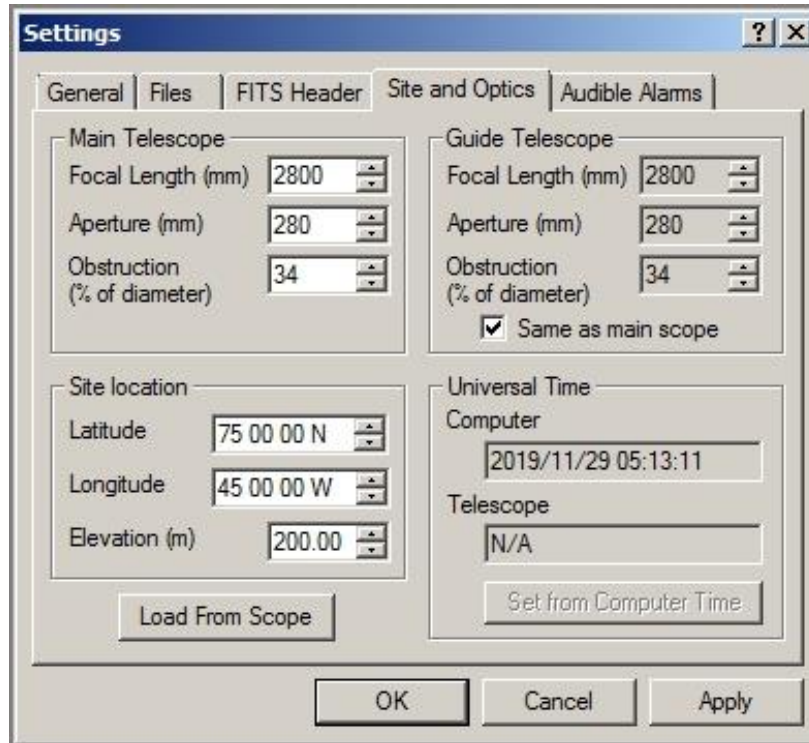 Settings
General Files FITS Header Site and Optics Audible Alarms
Main Telescope
Focal Length (mm) 2800
Aperture (mm) 280
Obstruction
(% of diameter) 34
Guide Telescope
Focal Length (mm) 2800
Aperture (mm) 280
Obstruction
(% of diameter) 34
Same as main scope
Site location
Latitude 75 00 00 N
Longitude 45 00 00 W
Elevation (m) 200.00
Load From Scope
Universal Time
Computer
2019/11/29 05:13:11
Telescope
N/A
Set from Computer Time
OK Cancel Apply